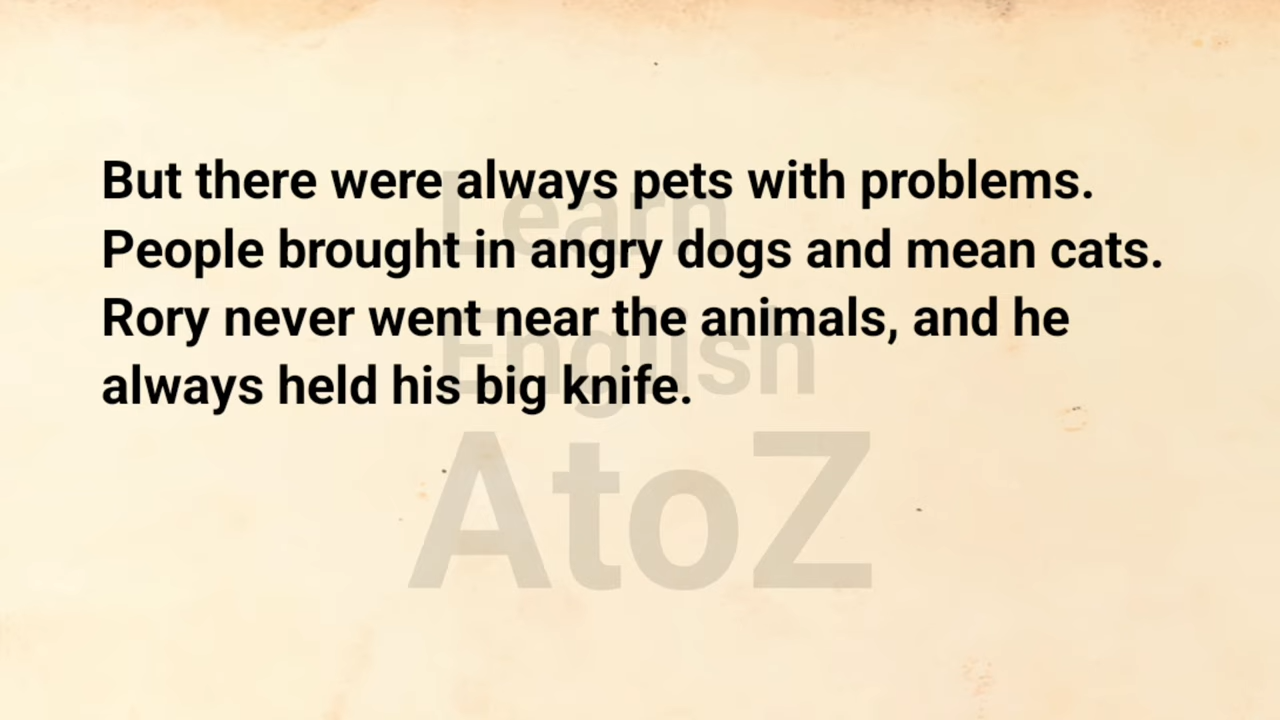 But there were always pets with problems.
People brought in angry dogs and mean cats.
Rory never went near the animals, and he
always held his big knife.
Learn
English
AtoZ